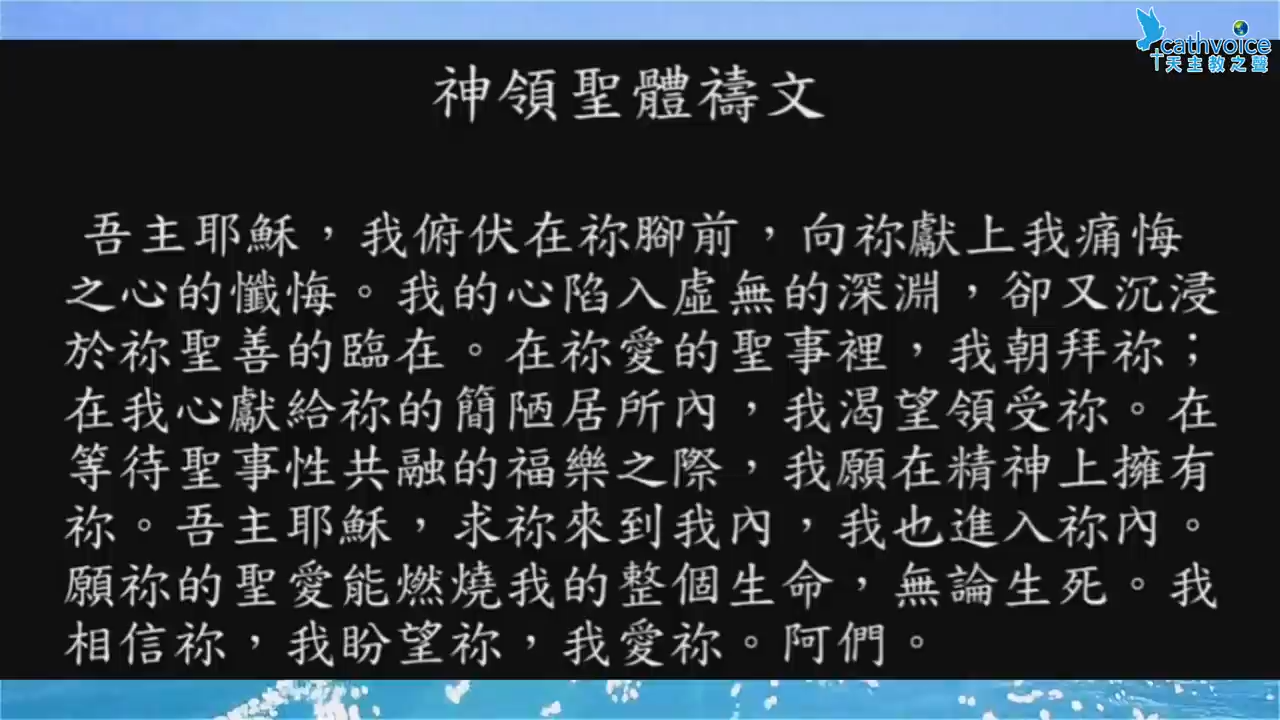 cathvoice
天主教之聲
神領聖體禱文
吾主耶穌，我俯伏在祢腳前，向祢獻上我痛悔
之心的懺悔。我的心陷入虛無的深淵，卻又沉浸
於祢聖善的臨在。在祢愛的聖事裡，我朝拜祢；
在我心獻給祢的簡陋居所內，我渴望領受祢。在
等待聖事性共融的福樂之際，我願在精神上擁有
祢。吾主耶穌，求祢來到我內，我也進入祢內。
願祢的聖愛能燃燒我的整個生命，無論生死。我
相信祢，我盼望祢，我愛祢。阿們。